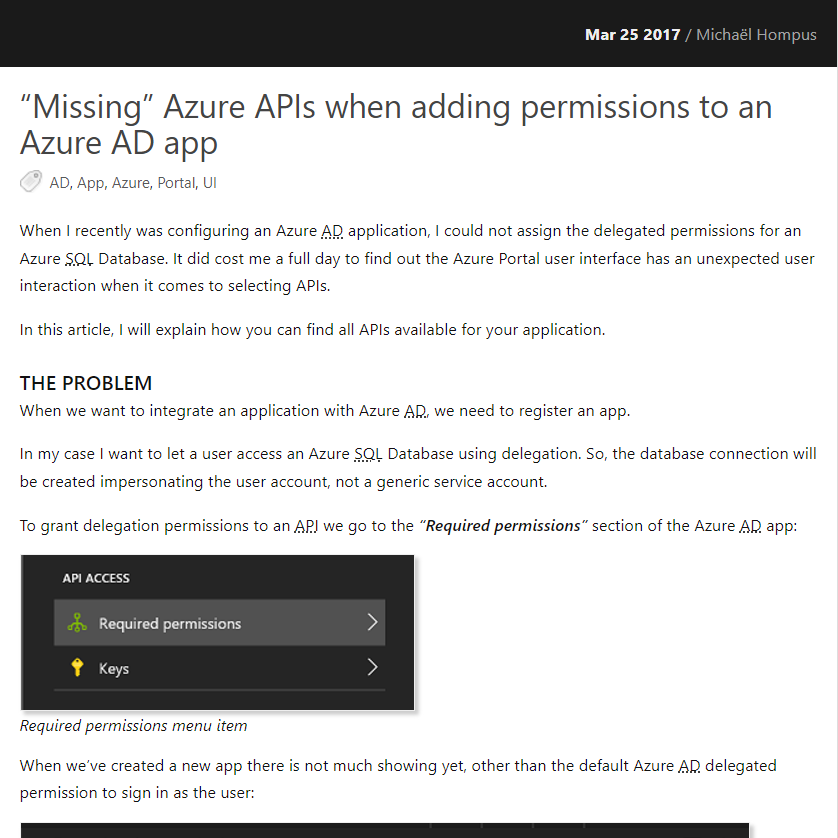 Mar 25 2017 / Michaël Hompus
“Missing” Azure APIs when adding permissions to an
Azure AD app
AD, App, Azure, Portal, UI
When I recently was configuring an Azure AD application, I could not assign the delegated permissions for an
Azure SQL Database. It did cost me a full day to find out the Azure Portal user interface has an unexpected user
interaction when it comes to selecting APIs.
In this article, I will explain how you can find all APIs available for your application.
THE PROBLEM
When we want to integrate an application with Azure AD, we need to register an app.
In my case I want to let a user access an Azure SQL Database using delegation. So, the database connection will
be created impersonating the user account, not a generic service account.
To grant delegation permissions to an API we go to the “Required permissions” section of the Azure AD app:
API ACCESS
Required permissions
Keys
Required permissions menu item
When we’ve created a new app there is not much showing yet, other than the default Azure AD delegated
permission to sign in as the user: